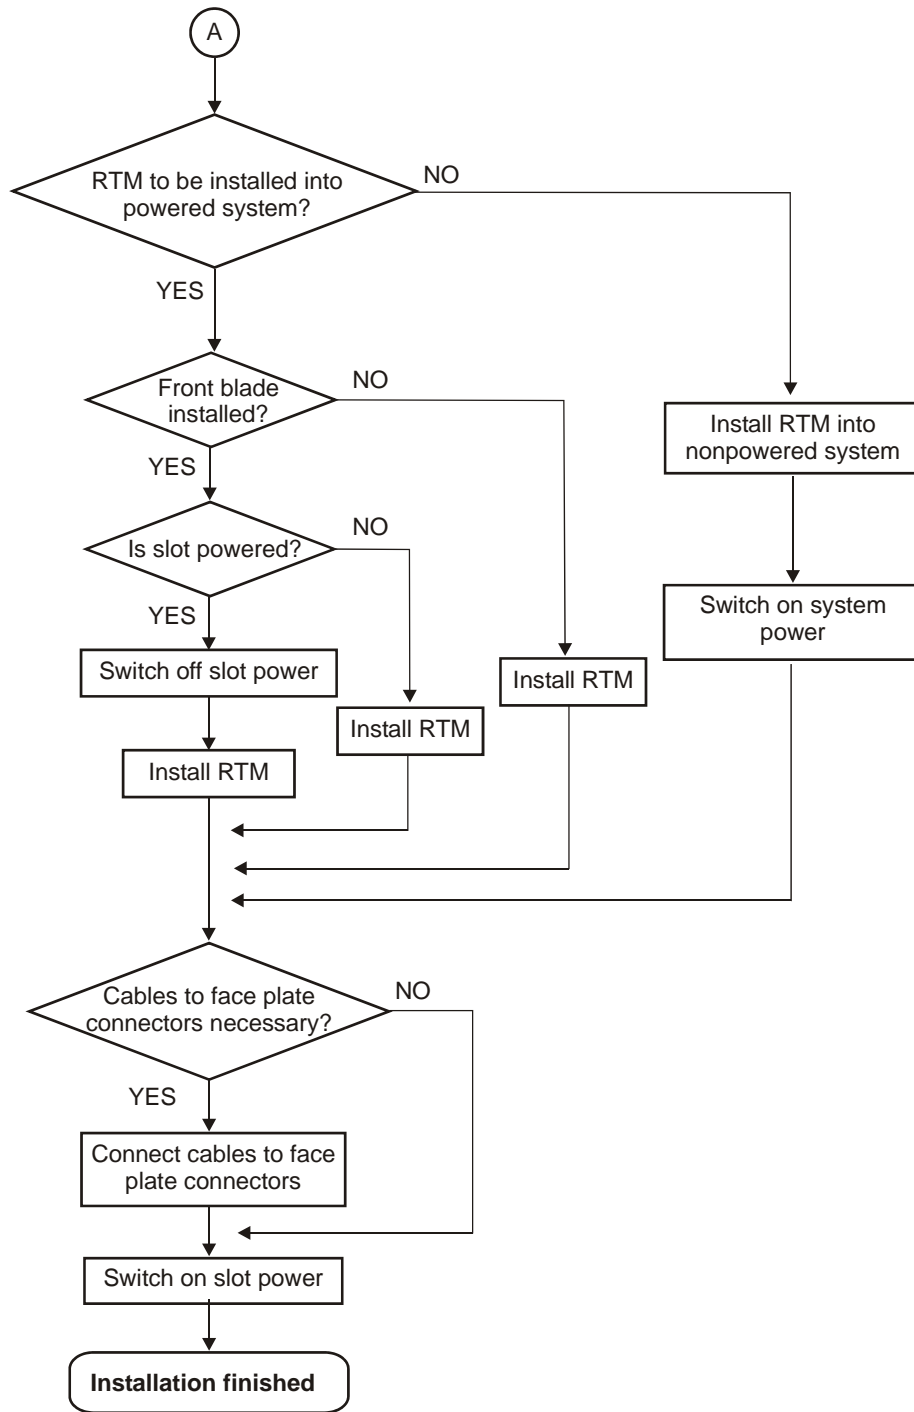 A
RTM to be installed into
powered system?
NO
YES
Front blade
installed?
NO
YES
Install RTM into
nonpowered system
Is slot powered?
NO
YES
Switch on system
power
Switch off slot power
Install RTM
Install RTM
Install RTM
Cables to face plate
connectors necessary?
NO
YES
Connect cables to face
plate connectors
Switch on slot power
Installation finished